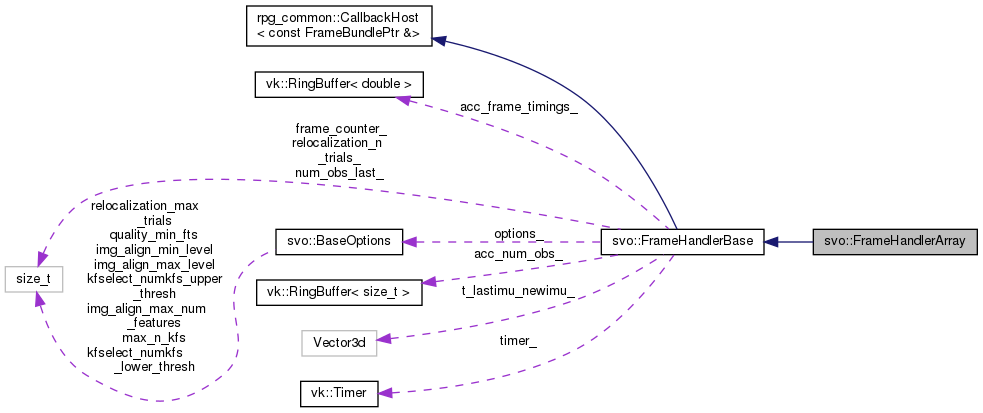 rpg_common::CallbackHost
< const FrameBundlePtr &>
vk::RingBuffer< double >
acc_frame_timings_
frame_counter_
relocalization_n
_trials_
num_obs_last_
relocalization_max
_trials
quality_min_fts
img_align_min_level
img_align_max_level
kfselect_numkfs_upper
_thresh
img_align_max_num
_features
max_n_kfs
kfselect_numkfs
_lower_thresh
size_t
svo::BaseOptions
options_
svo::FrameHandlerBase
svo::FrameHandlerArray
acc_num_obs_
vk::RingBuffer< size_t >
t_lastimu_newimu_
Vector3d
timer_
vk::Timer